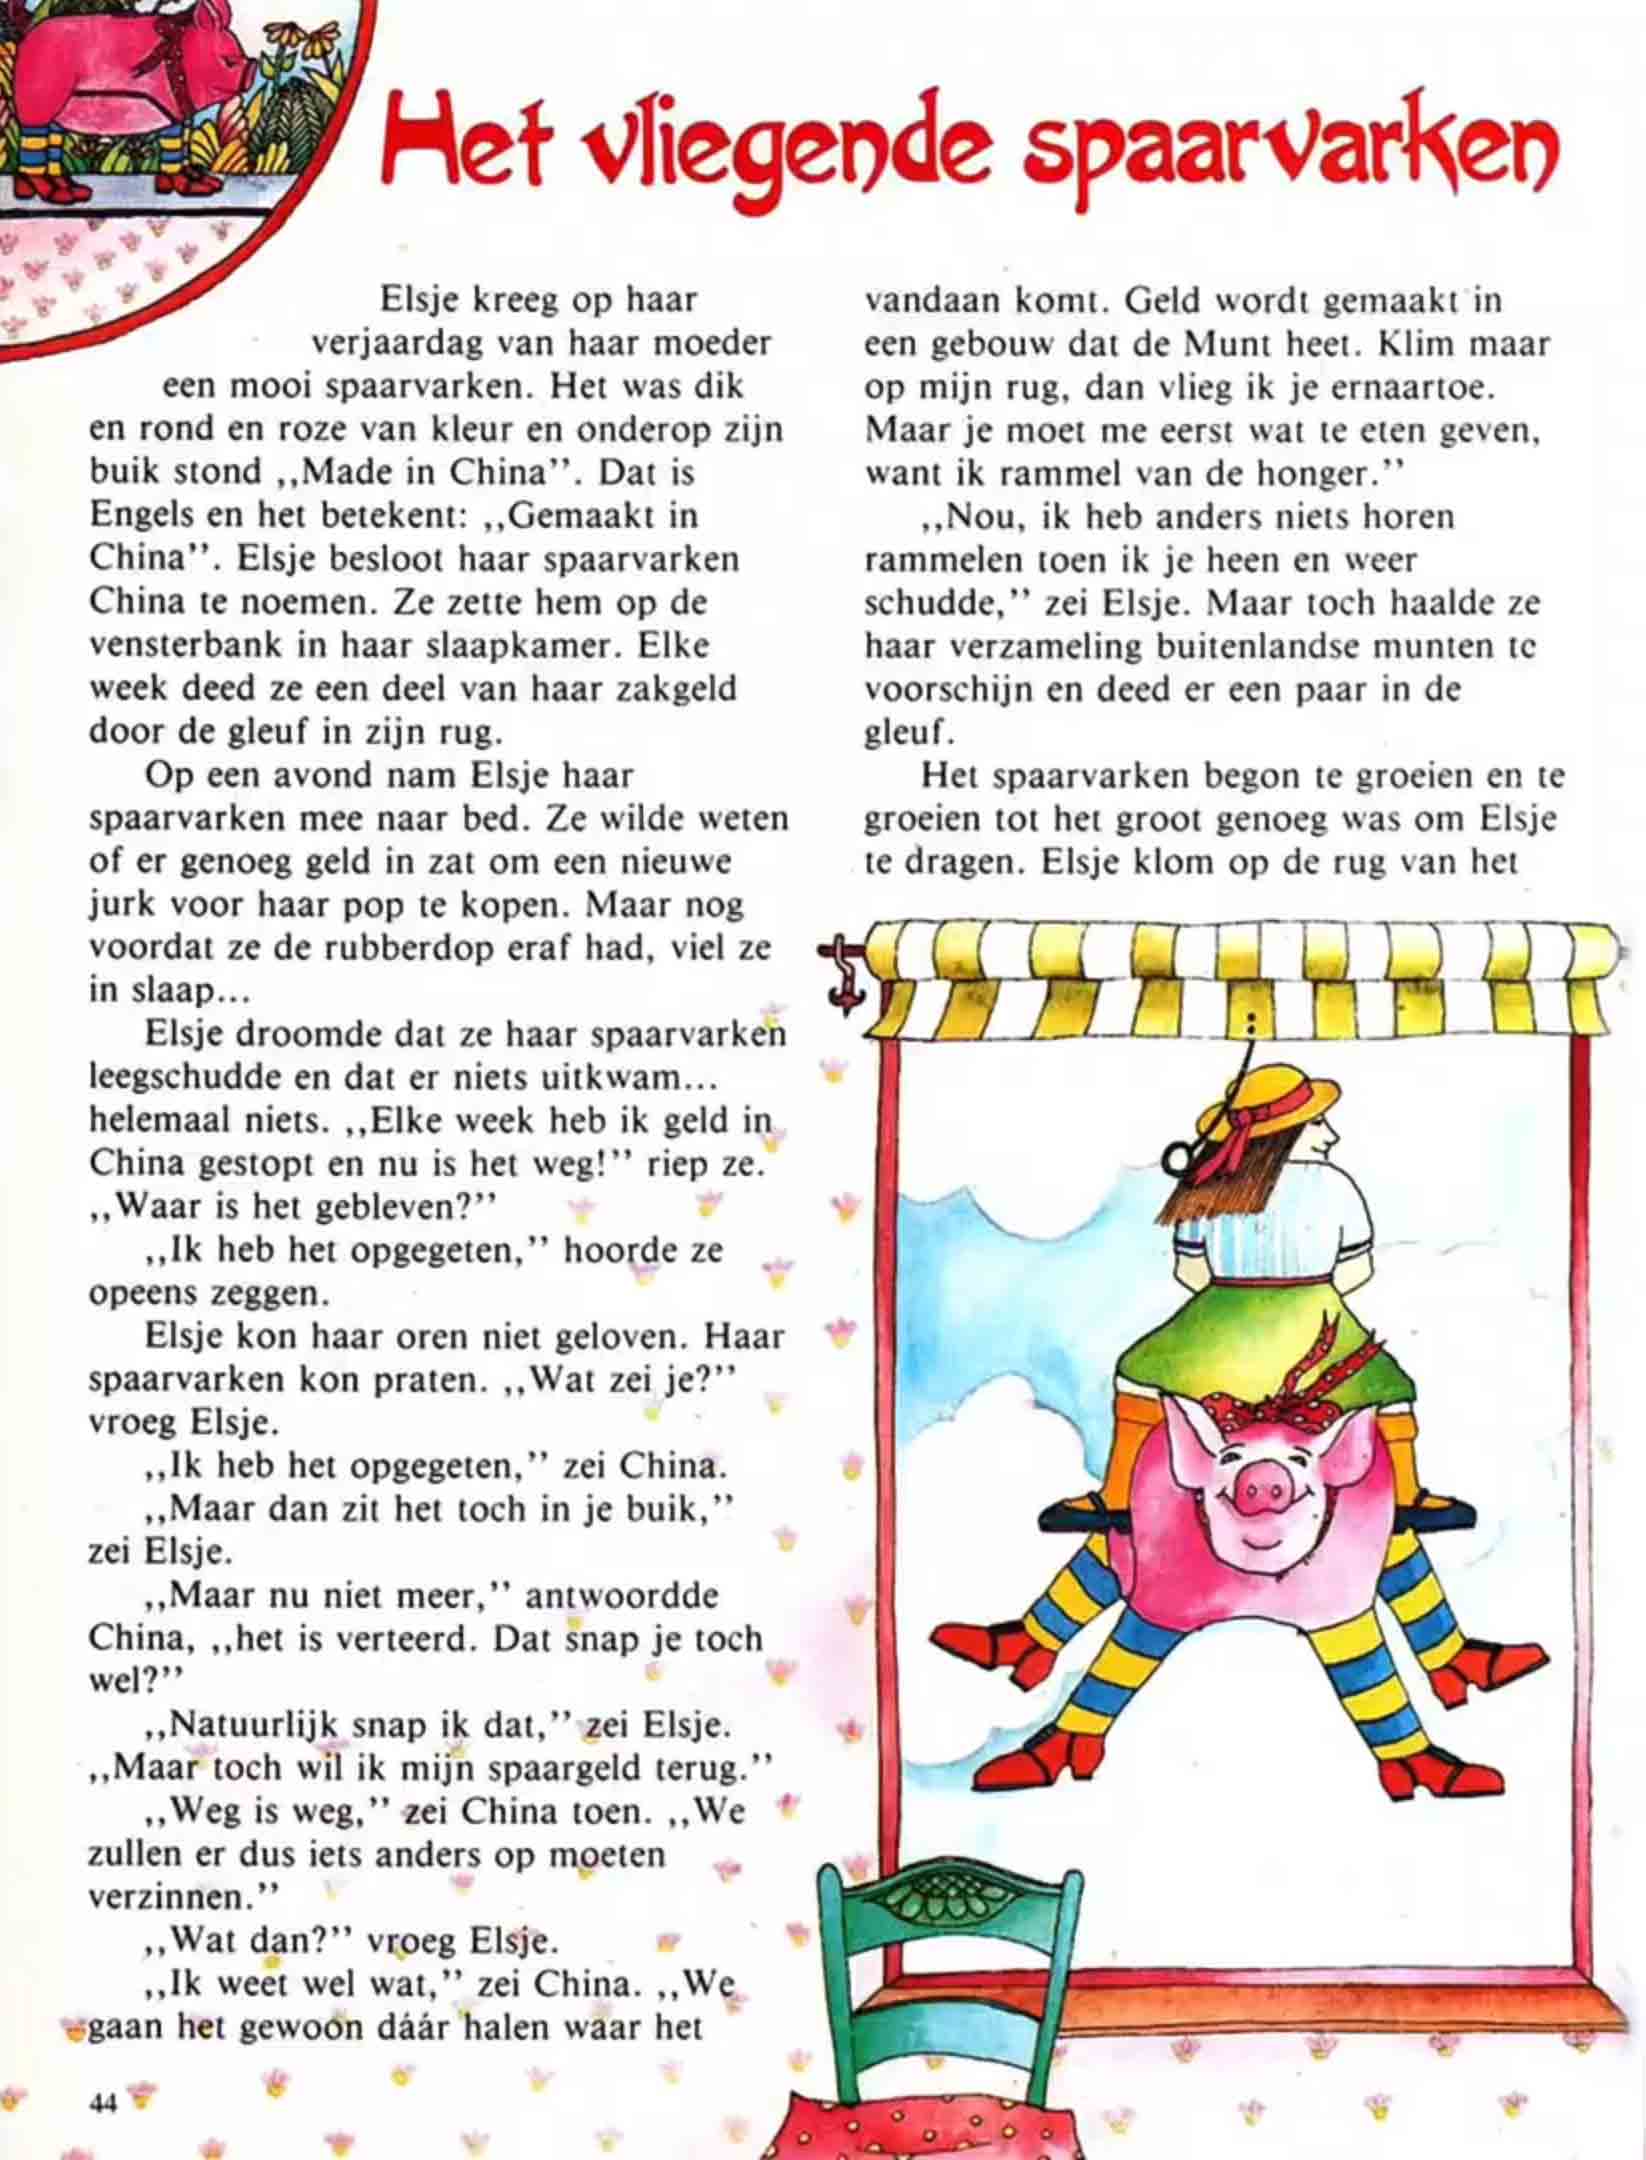 Het vliegende spaarvarken
Elsje kreeg op haar
verjaardag van haar moeder
een mooi spaarvarken. Het was dik
en rond en roze van kleur en onderop zijn
buik stond ,,Made in China’’. Dat is
Engels en het betekent: ,,Gemaakt in
China’’. Elsje besloot haar spaarvarken
China te noemen. Ze zette hem op de
vensterbank in haar slaapkamer. Elke
week deed ze een deel van haar zakgeld
door de gleuf in zijn rug.
Op een avond nam Elsje haar
spaarvarken mee naar bed. Ze wilde weten
of er genoeg geld in zat om een nieuwe
jurk voor haar pop te kopen. Maar nog
voordat ze de rubberdop eraf had, viel ze
in slaap...
Elsje droomde dat ze haar spaarvarken
leegschudde en dat er niets uitkwam...
helemaal niets. ,,Elke week heb ik geld in
China gestopt en nu is het weg!’’ riep ze.
,,Waar is het gebleven?’’
,,Ik heb het opgegeten,’’ hoorde ze
opeens zeggen.
Elsje kon haar oren niet geloven. Haar
spaarvarken kon praten. ,,Wat zei je?’’
vroeg Elsje.
,,Ik heb het opgegeten,’’ zei China.
,,Maar dan zit het toch in je buik,’’
zei Elsje.
,,Maar nu niet meer,’’ antwoordde
China, ,,het is verteerd. Dat snap je toch
wel?’’
,,Natuurlijk snap ik dat,’’ zei Elsje.
,,Maar toch wil ik mijn spaargeld terug.’’
,,Weg is weg,’’ zei China toen. ,,We
zullen er dus iets anders op moeten
verzinnen.’’
,,Wat dan?’’ vroeg Elsje.
,,Ik weet wel wat,’’ zei China. ,,We
gaan het gewoon dáár halen waar het
44
vandaan komt. Geld wordt gemaakt in
een gebouw dat de Munt heet. Klim maar
op mijn rug, dan vlieg ik je ernaartoe.
Maar je moet me eerst wat te eten geven,
want ik rammel van de honger.’’
,,Nou, ik heb anders niets horen
rammelen toen ik je heen en weer
schudde,’’ zei Elsje. Maar toch haalde ze
haar verzameling buitenlandse munten te
voorschijn en deed er een paar in de
gleuf.
Het spaarvarken begon te groeien en te
groeien tot het groot genoeg was om Elsje
te dragen. Elsje klom op de rug van het